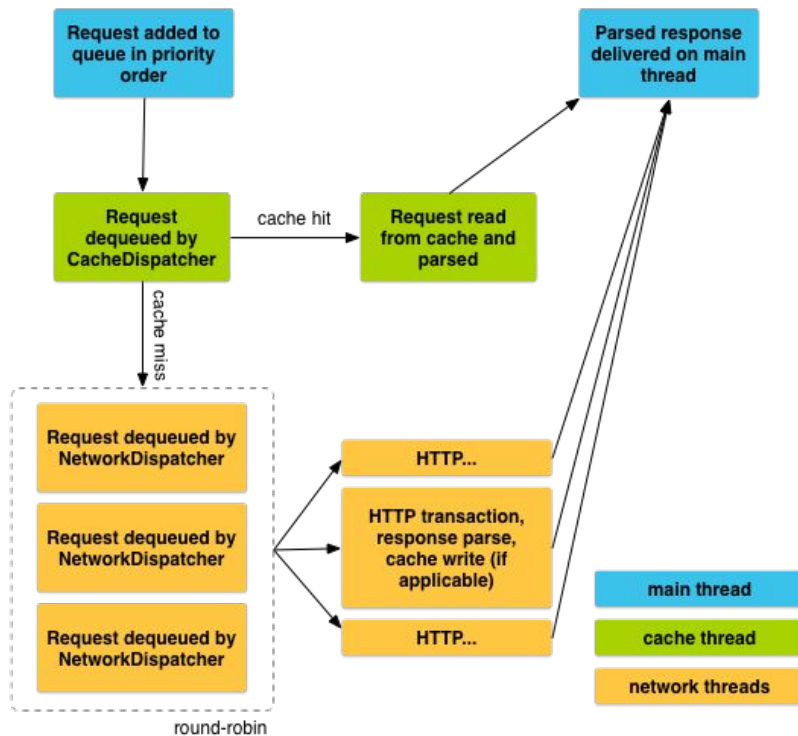 Request added to
queue in priority
order
Parsed response
delivered on main
thread
Request
dequeued by
CacheDispatcher
cache hit
Request read
from cache and
parsed
cache miss
Request dequeued by
NetworkDispatcher
Request dequeued by
NetworkDispatcher
Request dequeued by
NetworkDispatcher
round-robin
HTTP...
HTTP transaction,
response parse,
cache write (if
applicable)
HTTP...
main thread
cache thread
network threads